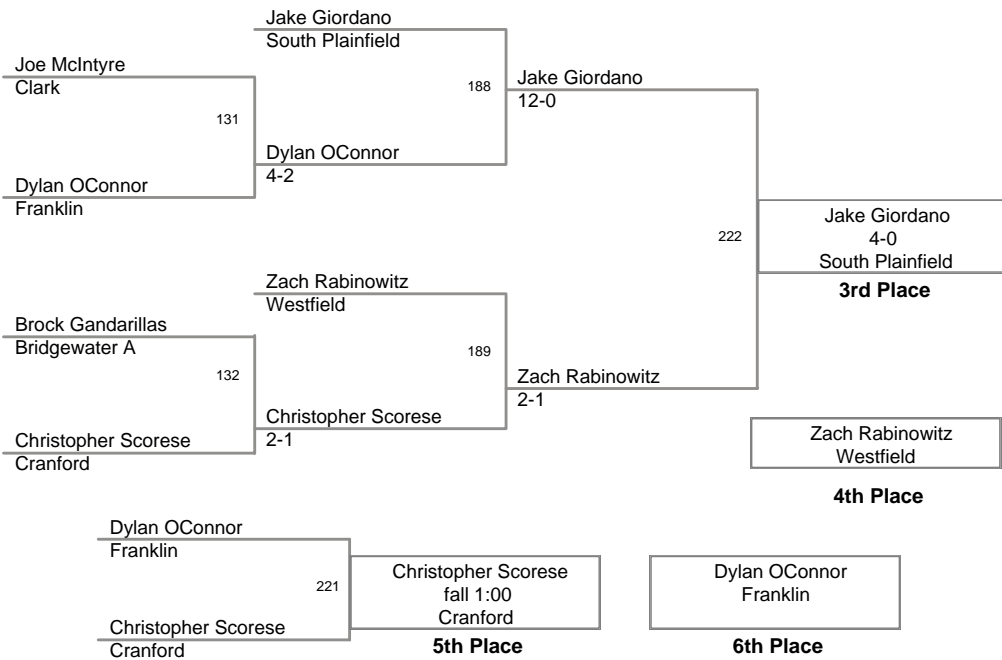 Jake Giordano
South Plainfield
Joe McIntyre
Clark
188
Jake Giordano
12-0
131
Dylan OConnor
4-2
Dylan OConnor
Franklin
222
Jake Giordano
4-0
South Plainfield
3rd Place
Zach Rabinowitz
Westfield
Brock Gandarillas
Bridgewater A
189
132
Zach Rabinowitz
2-1
Christopher Scorese
2-1
Christopher Scorese
Cranford
Zach Rabinowitz
Westfield
4th Place
Dylan OConnor
Franklin
221
Christopher Scorese
fall 1:00
Cranford
5th Place
Dylan OConnor
Franklin
6th Place
Christopher Scorese
Cranford